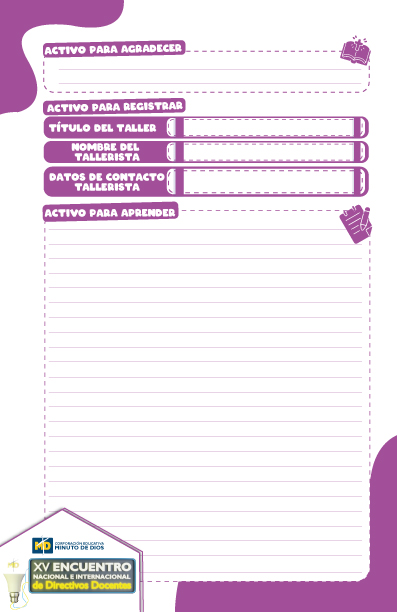 ACTIVO PARA AGRADECER
ACTIVO PARA REGISTRAR
TÍTULO DEL TALLER
NOMBRE DEL
TALLERISTA
DATOS DE CONTACTO
TALLERISTA
ACTIVO PARA APRENDER
MD
CORPORACIÓN EDUCATIVA
MINUTO DE DIOS
XV ENCUENTRO
NACIONAL E INTERNACIONAL
de Directivos Docentes